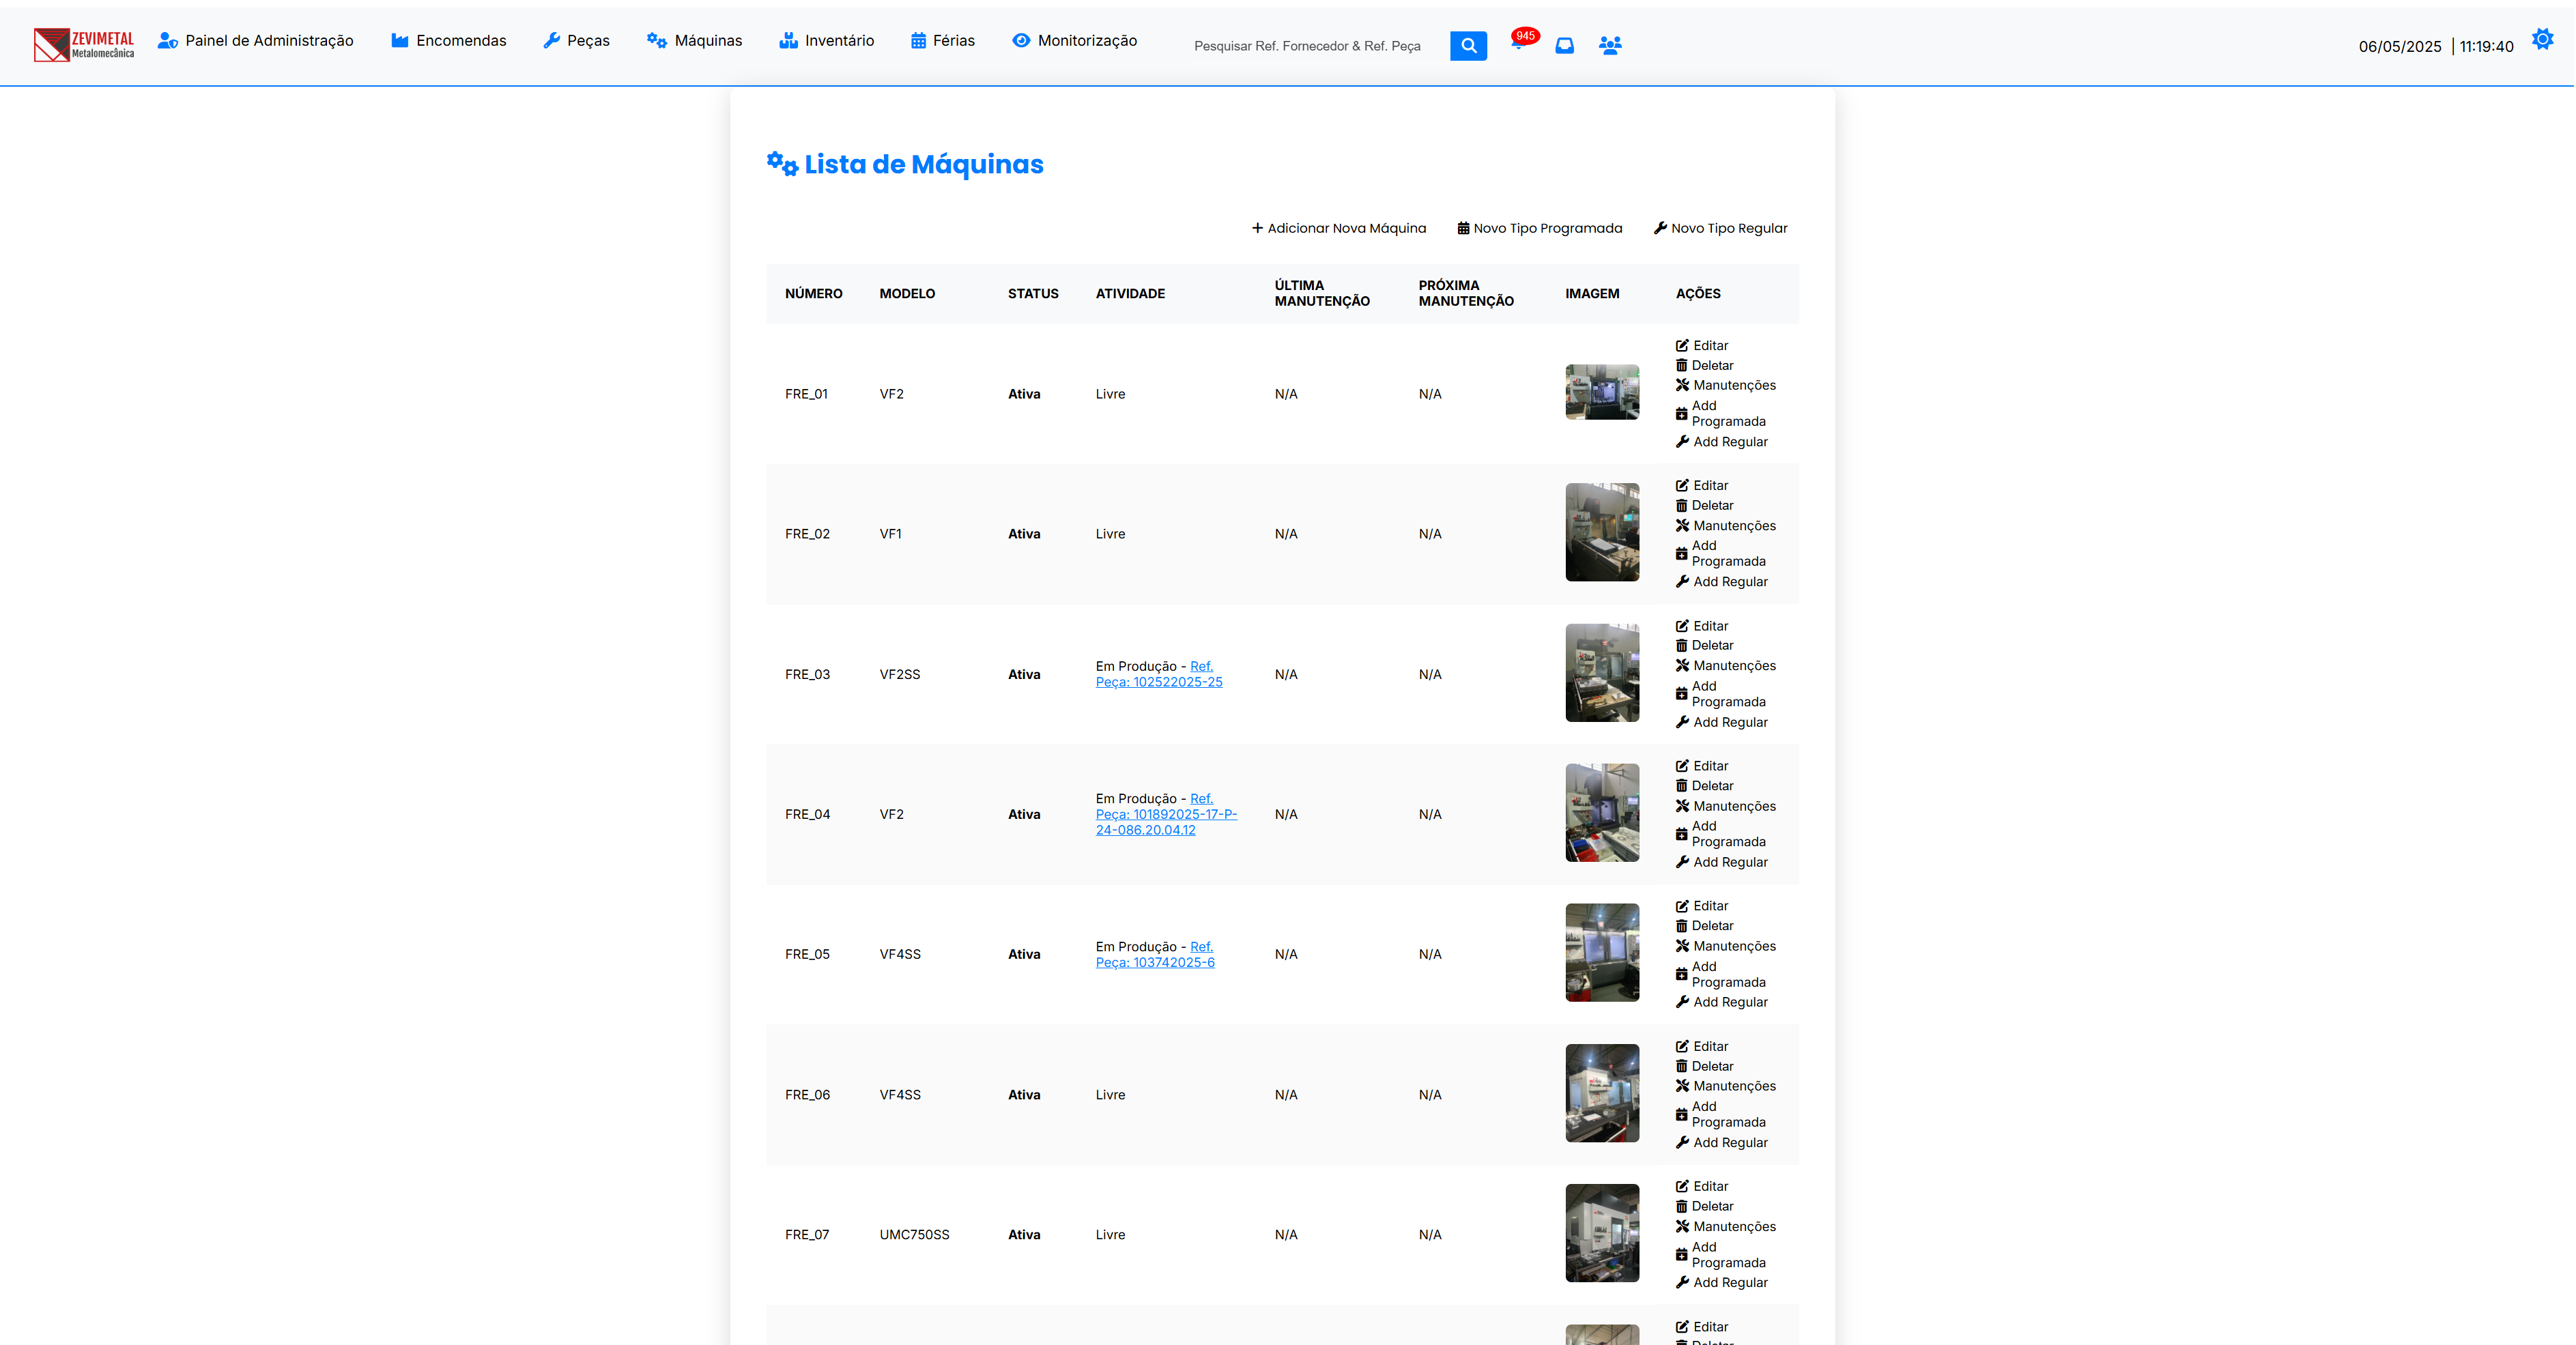 ZEVIMETAL
Metalomecânica
Painel de Administração
Encomendas
Peças
Máquinas
Inventário
Férias
Monitorização
Pesquisar Ref. Fornecedor & Ref. Peça
945
06/05/2025 | 11:19:40
Lista de Máquinas
Adicionar Nova Máquina
Novo Tipo Programada
Novo Tipo Regular
NÚMERO
MODELO
STATUS
ATIVIDADE
ÚLTIMA
MANUTENÇÃO
PRÓXIMA
MANUTENÇÃO
IMAGEM
AÇÕES
FRE_01
VF2
Ativa
Livre
N/A
N/A
Editar
Deletar
Manutenções
Add
Programada
Add Regular
FRE_02
VF1
Ativa
Livre
N/A
N/A
Editar
Deletar
Manutenções
Add
Programada
Add Regular
FRE_03
VF2SS
Ativa
Em Produção - Ref.
Peça: 102522025-25
N/A
N/A
Editar
Deletar
Manutenções
Add
Programada
Add Regular
FRE_04
VF2
Ativa
Em Produção - Ref.
Peça: 101892025-17-P-
24-086.20.04.12
N/A
N/A
Editar
Deletar
Manutenções
Add
Programada
Add Regular
FRE_05
VF4SS
Ativa
Em Produção - Ref.
Peça: 103742025-6
N/A
N/A
Editar
Deletar
Manutenções
Add
Programada
Add Regular
FRE_06
VF4SS
Ativa
Livre
N/A
N/A
Editar
Deletar
Manutenções
Add
Programada
Add Regular
FRE_07
UMC750SS
Ativa
Livre
N/A
N/A
Editar
Deletar
Manutenções
Add
Programada
Add Regular
Editar